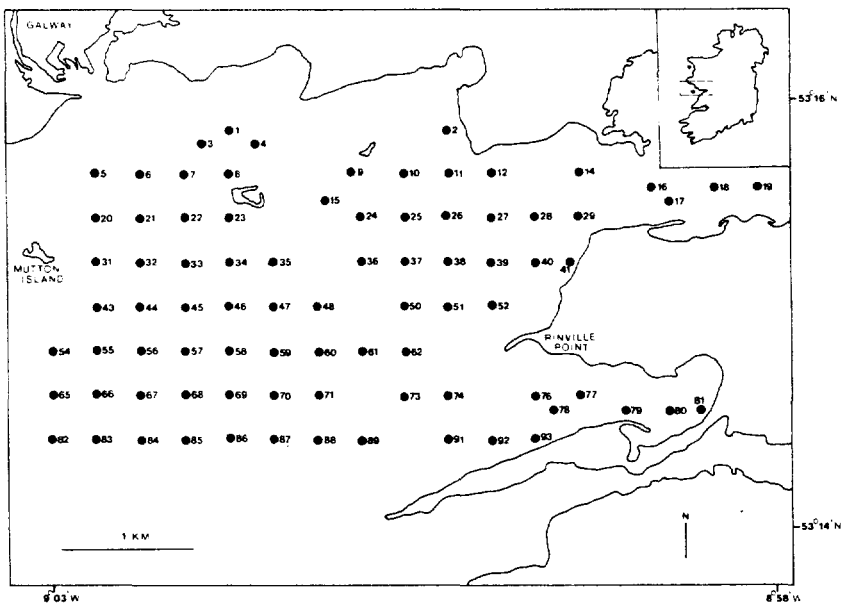 GALWAY
53°16'N
1
2
3 4
5 6 7 8 9 10 11 12 14
15 16 17 18 19
20 21 22 23 24 25 26 27 28 29
MUTTON
ISLAND
31 32 33 34 35 36 37 38 39 40 41
43 44 45 46 47 48 50 51 52
RINVILLE
POINT
54 55 56 57 58 59 60 61 62
65 66 67 68 69 70 71 73 74 76 77
78 79 80 81
82 83 84 85 86 87 88 89 91 92 93
1 KM
N
53°14'N
9°03'W
8°58'W